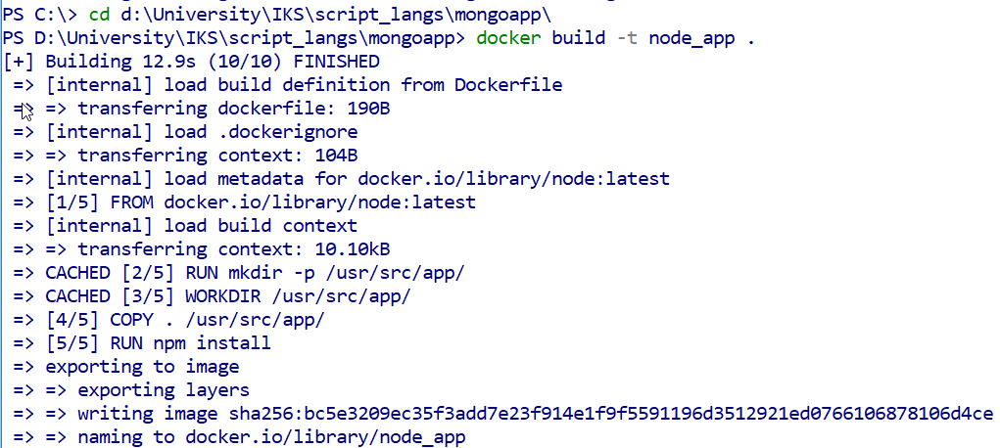 PS C:\> cd d:\University\IKS\script_langs\mongoapp\
PS D:\University\IKS\script_langs\mongoapp> docker build -t node_app .
[+] Building 12.9s (10/10) FINISHED
=> [internal] load build definition from Dockerfile
=> => transferring dockerfile: 190B
=> [internal] load .dockerignore
=> => transferring context: 104B
=> [internal] load metadata for docker.io/library/node:latest
=> [1/5] FROM docker.io/library/node:latest
=> [internal] load build context
=> => transferring context: 10.10kB
=> CACHED [2/5] RUN mkdir -p /usr/src/app/
=> CACHED [3/5] WORKDIR /usr/src/app/
=> [4/5] COPY . /usr/src/app/
=> [5/5] RUN npm install
=> exporting to image
=> => exporting layers
=> => writing image sha256:bc5e3209ec35f3add7e23f914e1f9f5591196d3512921ed0766106878106d4ce
=> => naming to docker.io/library/node_app